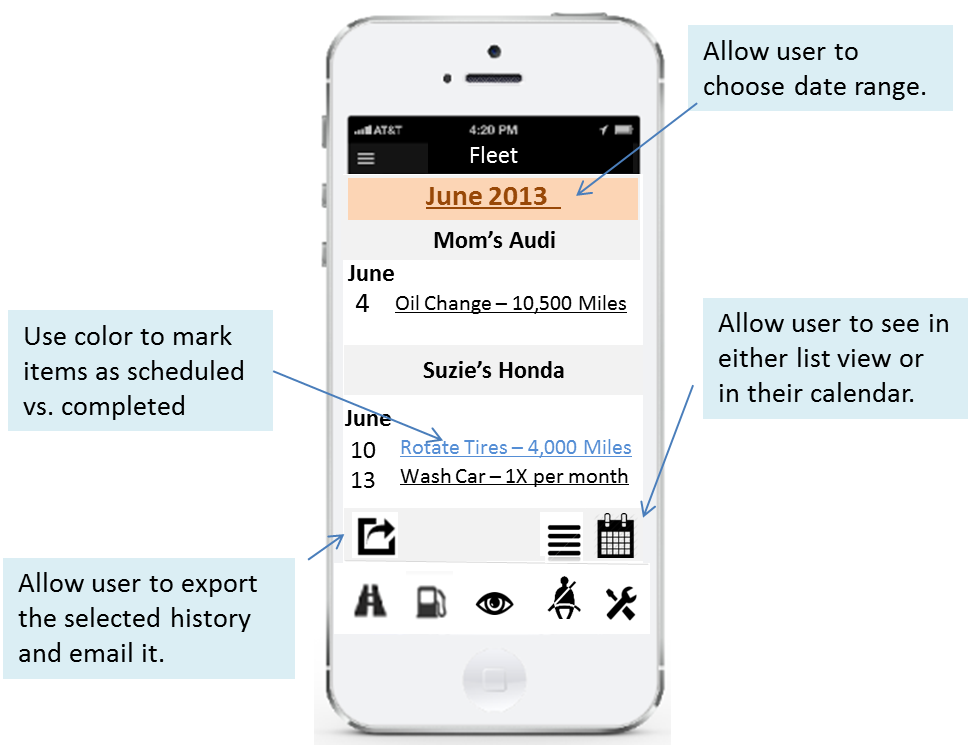 Allow user to
choose date range.
AT&T 4:20 PM
Fleet
June 2013
Mom’s Audi
June
4 Oil Change – 10,500 Miles
Use color to mark
items as scheduled
vs. completed
Allow user to see in
either list view or
in their calendar.
Suzie’s Honda
June
10 Rotate Tires – 4,000 Miles
13 Wash Car – 1X per month
Allow user to export
the selected history
and email it.